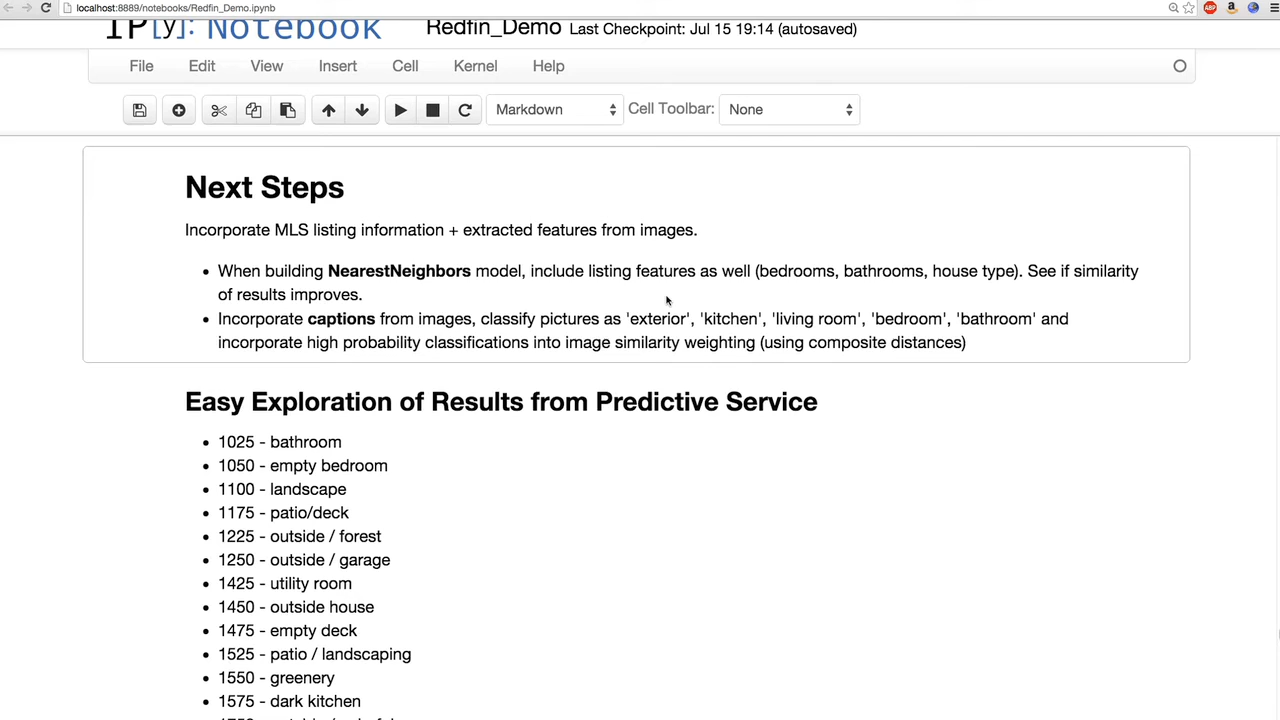 localhost:8889/notebooks/Redfin_Demo.ipynb
ABP
IP[y]: Notebook
Redfin_Demo Last Checkpoint: Jul 15 19:14 (autosaved)
File Edit View Insert Cell Kernel Help
Markdown Cell Toolbar: None
Next Steps
Incorporate MLS listing information + extracted features from images.
• When building NearestNeighbors model, include listing features as well (bedrooms, bathrooms, house type). See if similarity
of results improves.
• Incorporate captions from images, classify pictures as 'exterior', 'kitchen', 'living room', 'bedroom', 'bathroom' and
incorporate high probability classifications into image similarity weighting (using composite distances)
Easy Exploration of Results from Predictive Service
• 1025 - bathroom
• 1050 - empty bedroom
• 1100 - landscape
• 1175 - patio/deck
• 1225 - outside / forest
• 1250 - outside / garage
• 1425 - utility room
• 1450 - outside house
• 1475 - empty deck
• 1525 - patio / landscaping
• 1550 - greenery
• 1575 - dark kitchen